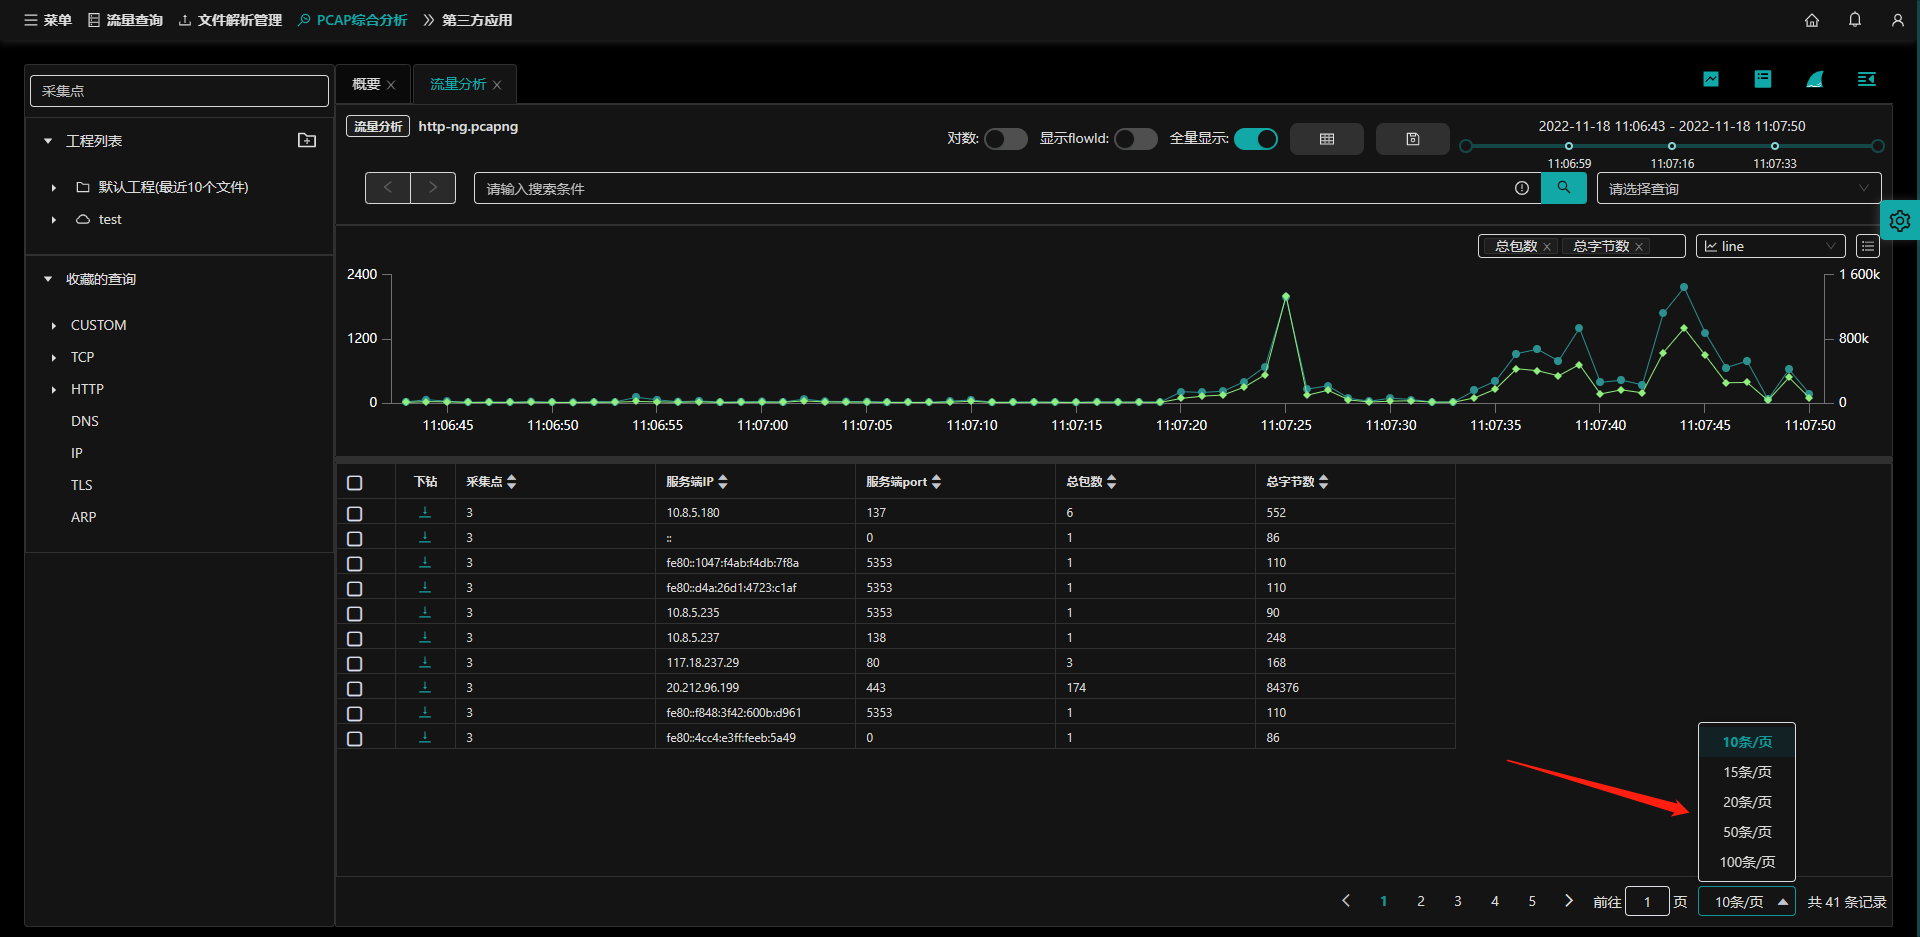 菜单 流量查询 文件解析管理 PCAP综合分析 第三方应用
采集点
工程列表
默认工程(最近10个文件)
test
收藏的查询
CUSTOM
TCP
HTTP
DNS
IP
TLS
ARP
概要 流量分析
流量分析 http-ng.pcapng
对数: 显示flowId: 全量显示:
2022-11-18 11:06:43 - 2022-11-18 11:07:50
11:06:59 11:07:16 11:07:33
请输入搜索条件 请选择查询
总包数 总字节数 line
2400 1 600k
1200 800k
0 0
11:06:45 11:06:50 11:06:55 11:07:00 11:07:05 11:07:10 11:07:15 11:07:20 11:07:25 11:07:30 11:07:35 11:07:40 11:07:45 11:07:50
下钻 采集点 服务端IP 服务端port 总包数 总字节数
3 10.8.5.180 137 6 552
3 :: 0 1 86
3 fe80::1047:f4ab:f4db:7f8a 5353 1 110
3 fe80::d4a:26d1:4723:c1af 5353 1 110
3 10.8.5.235 5353 1 90
3 10.8.5.237 138 1 248
3 117.18.237.29 80 3 168
3 20.212.96.199 443 174 84376
3 fe80::f848:3f42:600b:d961 5353 1 110
3 fe80::4cc4:e3ff:feeb:5a49 0 1 86
10条/页
15条/页
20条/页
50条/页
100条/页
1 2 3 4 5 前往 1 页 10条/页 共 41 条记录